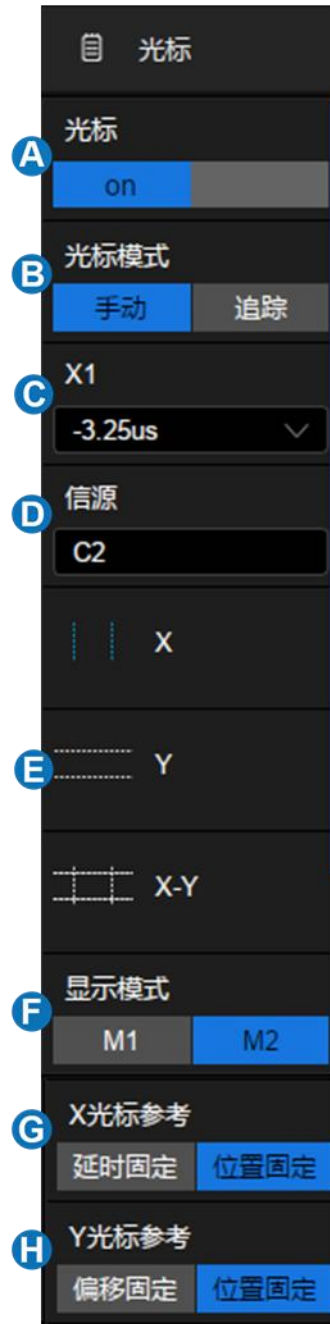 光标
A
光标
on
B
光标模式
手动 追踪
C
X1
-3.25us
D
信源
C2
X
E
Y
X-Y
F
显示模式
M1 M2
G
X光标参考
延时固定 位置固定
H
Y光标参考
偏移固定 位置固定